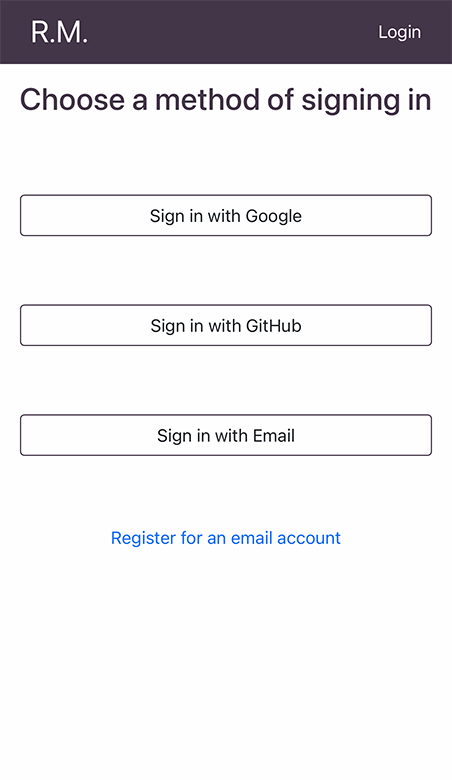 R.M.
Login
Choose a method of signing in
Sign in with Google
Sign in with GitHub
Sign in with Email
Register for an email account